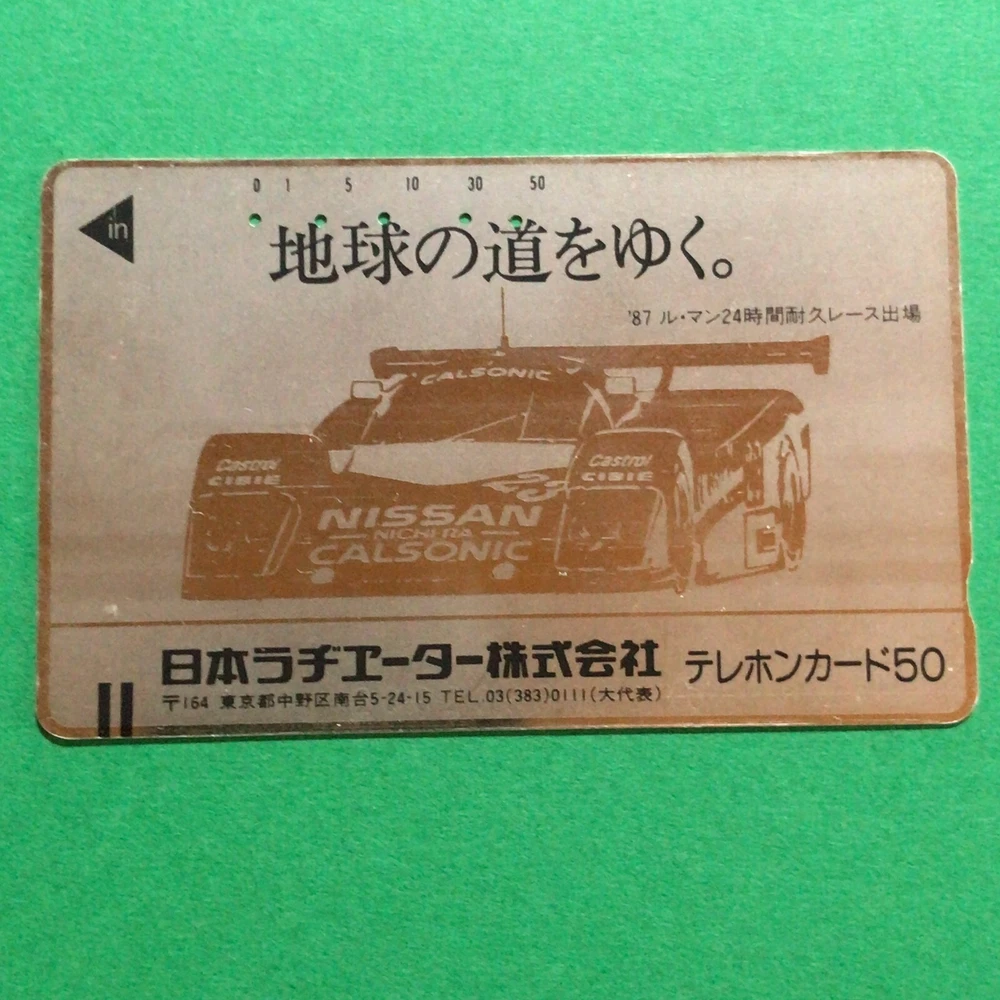 0 1 5 10 30 50
in
地球の道をゆく。
'87 ル・マン24時間耐久レース出場
CALSONIC
Castrol
CIBIE
Castrol
CIBIE
23
NISSAN
NICHIRA
CALSONIC
日本ラヂヱーター株式会社 テレホンカード50
〒164 東京都中野区南台5-24-15 TEL.03(383)0111(大代表)